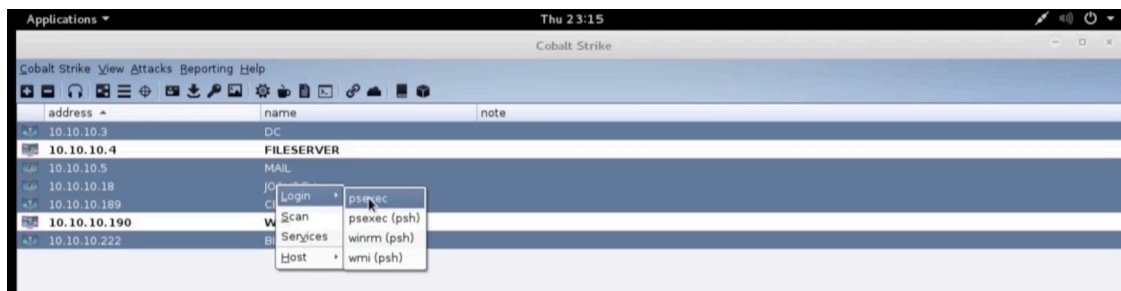 Applications Thu 23:15
Cobalt Strike
Cobalt Strike View Attacks Reporting Help
address name note
10.10.10.3 DC
10.10.10.4 FILESERVER
10.10.10.5 MAIL
10.10.10.18
10.10.10.189
10.10.10.190
10.10.10.222
Login psexec
Scan psexec (psh)
Services winrm (psh)
Host wmi (psh)